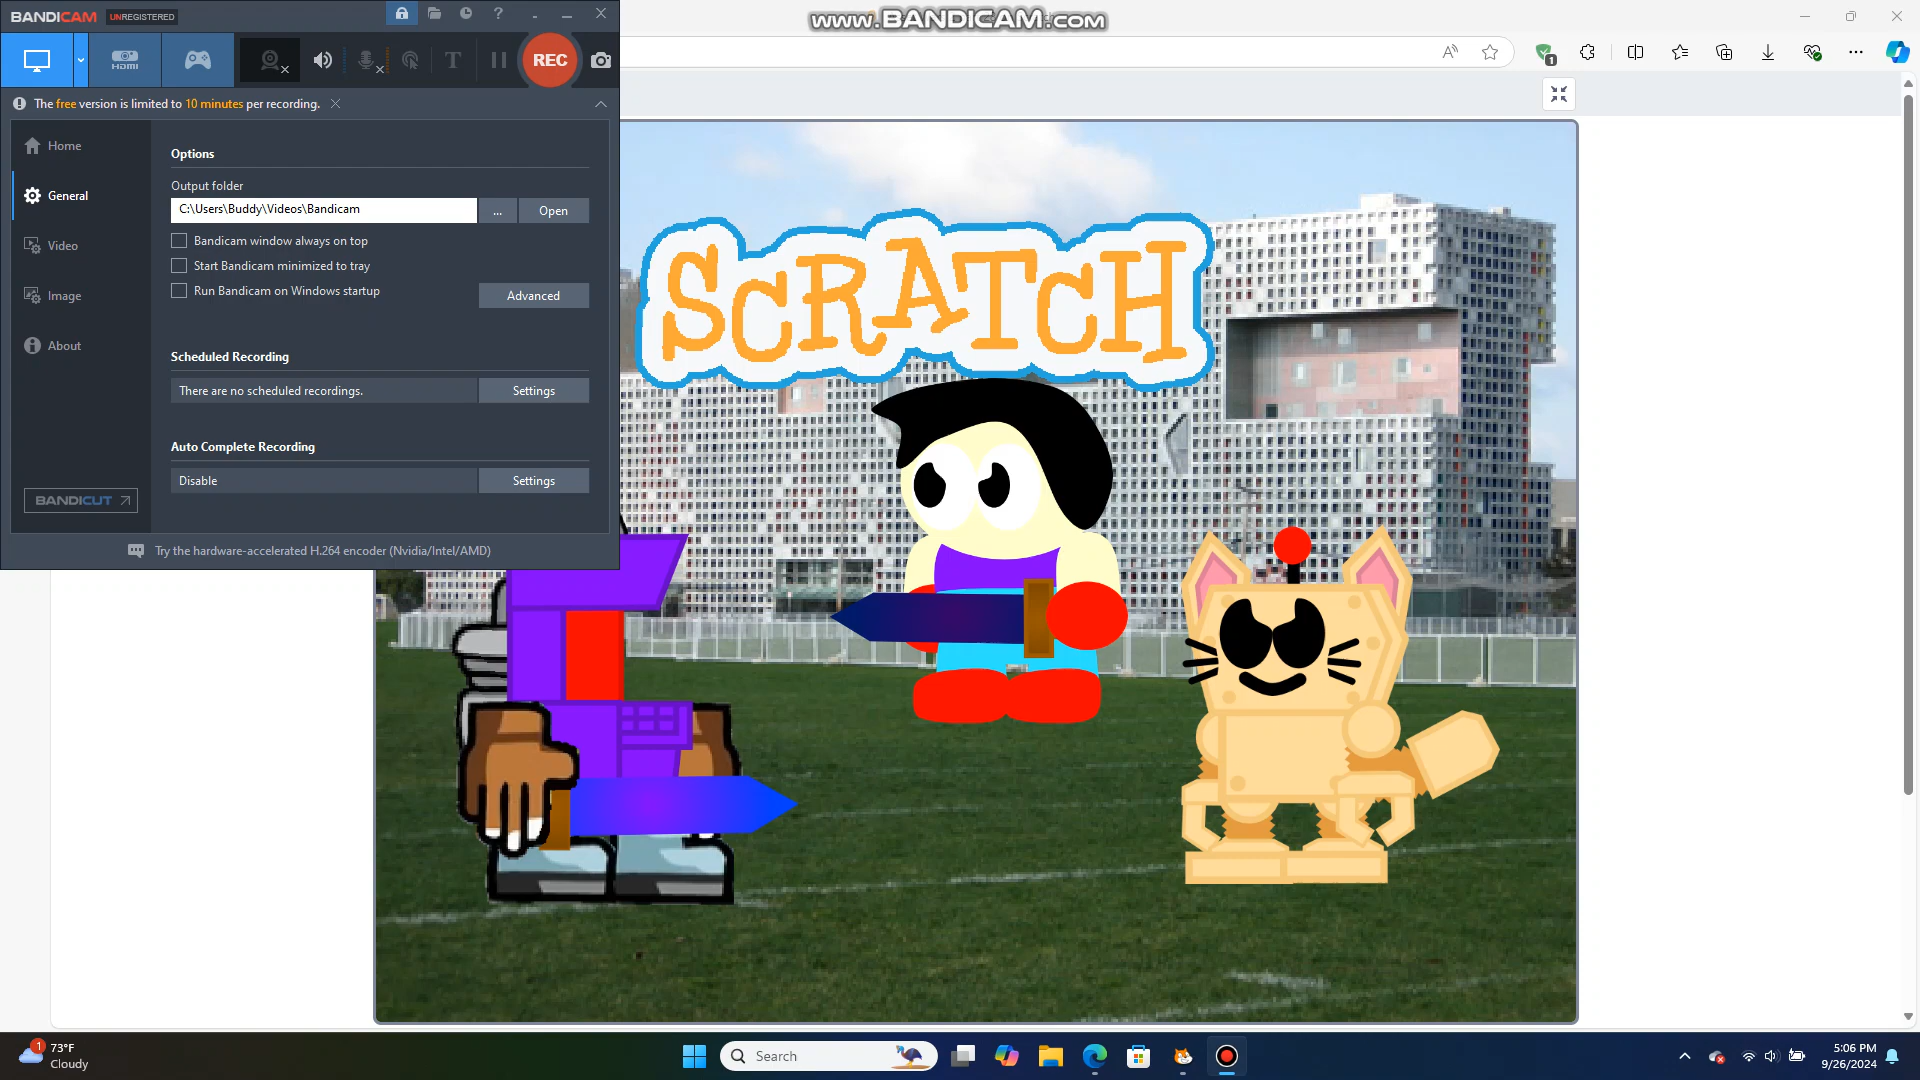 BANDICAM UNREGISTERED
www.BANDICAM.com
?
HDMI
T
REC
1
The free version is limited to 10 minutes per recording.
Home
General
Video
Image
About
BANDICUT
Options
Output folder
C:\Users\Buddy\Videos\Bandicam
...
Open
Bandicam window always on top
Start Bandicam minimized to tray
Run Bandicam on Windows startup
Advanced
Scheduled Recording
There are no scheduled recordings.
Settings
Auto Complete Recording
Disable
Settings
Try the hardware-accelerated H.264 encoder (Nvidia/Intel/AMD)
SCRATCH
1
73°F
Cloudy
Search
5:06 PM
9/26/2024